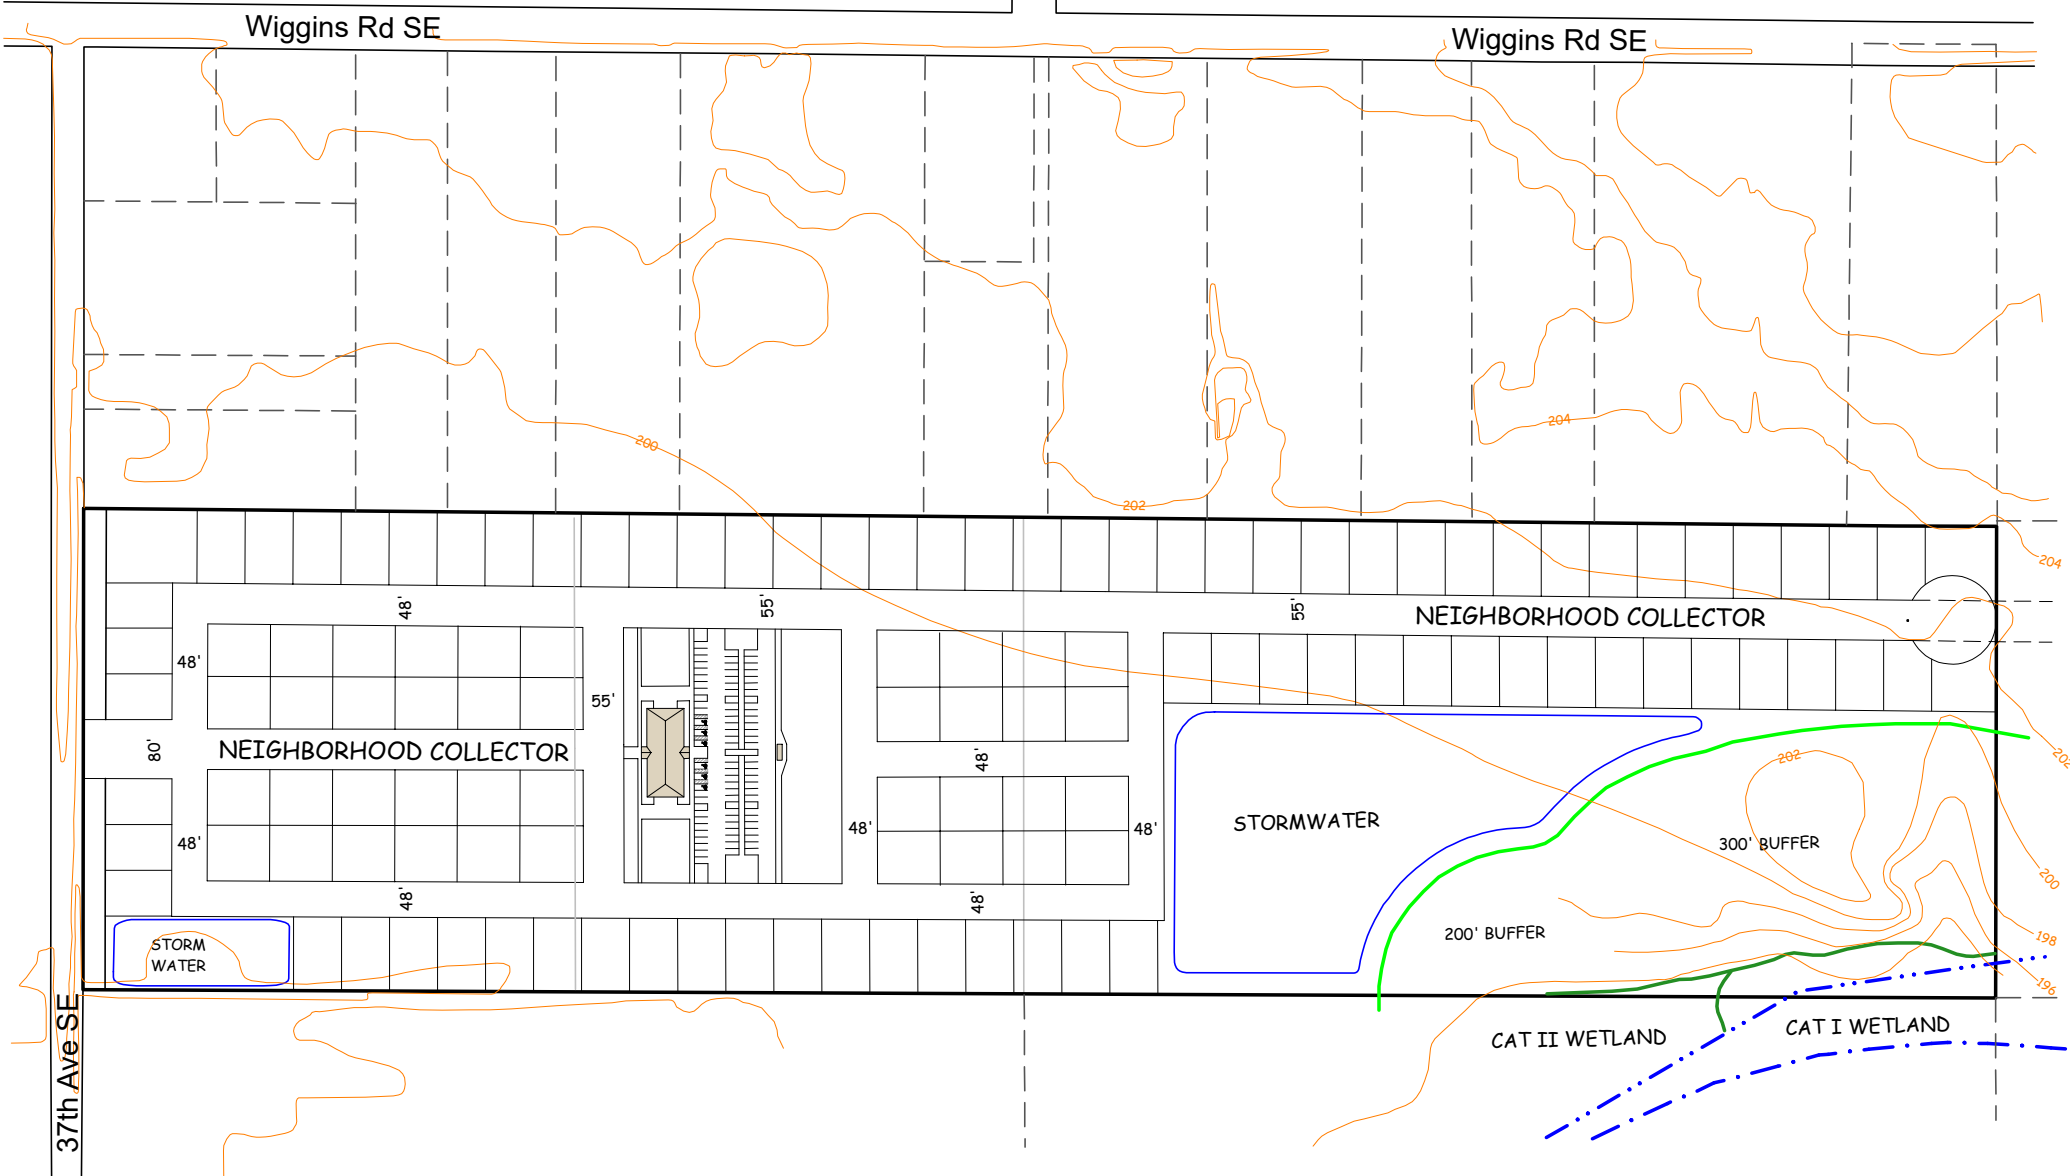 Wiggins Rd SE
Wiggins Rd SE
200
204
202
204
48'
55'
55'
NEIGHBORHOOD COLLECTOR
48'
55'
80'
NEIGHBORHOOD COLLECTOR
48'
202
202
STORMWATER
48'
48'
48'
300' BUFFER
200
48'
48'
200' BUFFER
198
STORM
WATER
196
37th Ave SE
CAT II WETLAND
CAT I WETLAND